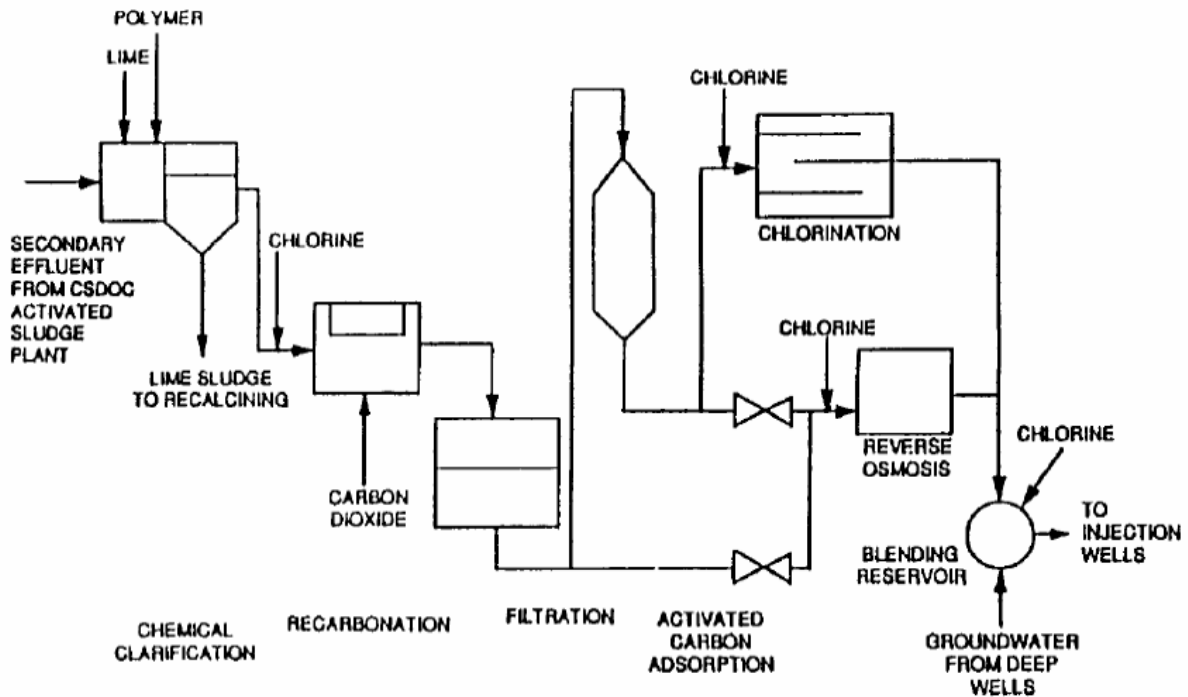 POLYMER
LIME
SECONDARY
EFFLUENT
FROM CSDOC
ACTIVATED
SLUDGE
PLANT
LIME SLUDGE
TO RECALCINING
CHLORINE
CARBON
DIOXIDE
CHLORINE
CHLORINATION
CHLORINE
REVERSE
OSMOSIS
CHLORINE
TO
INJECTION
WELLS
BLENDING
RESERVOIR
GROUNDWATER
FROM DEEP
WELLS
CHEMICAL
CLARIFICATION
RECARBONATION
FILTRATION
ACTIVATED
CARBON
ADSORPTION